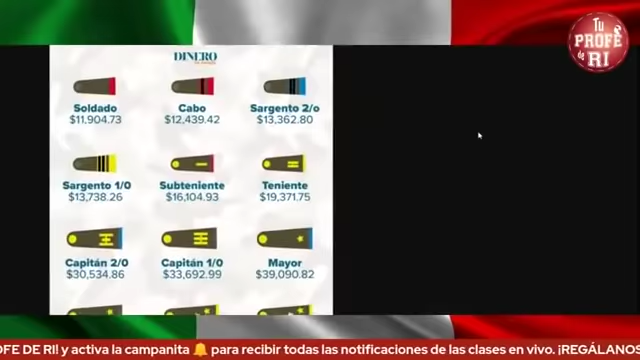 Tu
PROFE
de
RI
DINERO
Soldado
$11,904.73
Cabo
$12,439.42
Sargento 2/o
$13,362.80
Sargento 1/0
$13,738.26
Subteniente
$16,104.93
Teniente
$19,371.75
Capitán 2/0
$30,534.86
Capitán 1/0
$33,692.99
Mayor
$39,090.82
OFE DE RI! y activa la campanita 🔔 para recibir todas las notificaciones de las clases en vivo. ¡REGÁLANOS